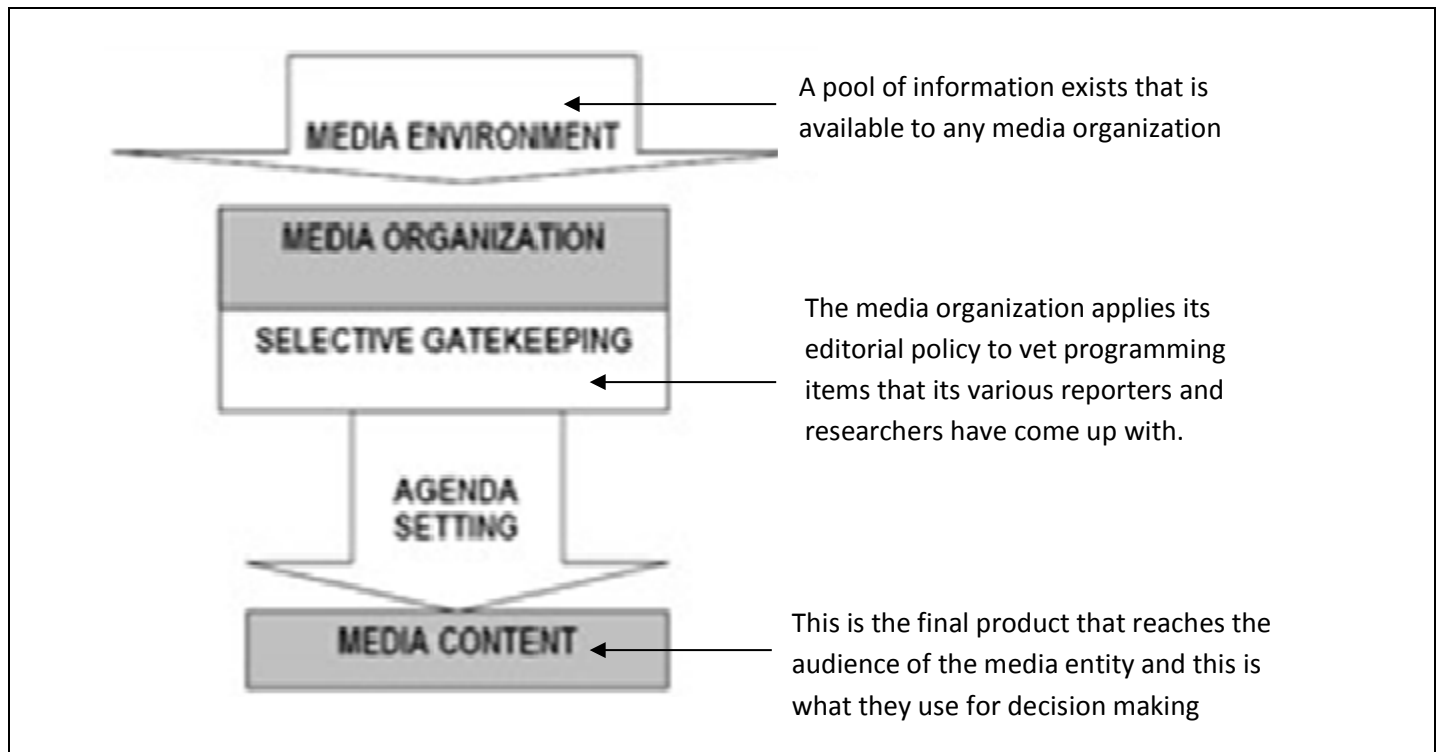 A pool of information exists that is
available to any media organization
MEDIA ENVIRONMENT
MEDIA ORGANIZATION
SELECTIVE GATEKEEPING
The media organization applies its
editorial policy to vet programming
items that its various reporters and
researchers have come up with.
AGENDA
SETTING
MEDIA CONTENT
This is the final product that reaches the
audience of the media entity and this is
what they use for decision making